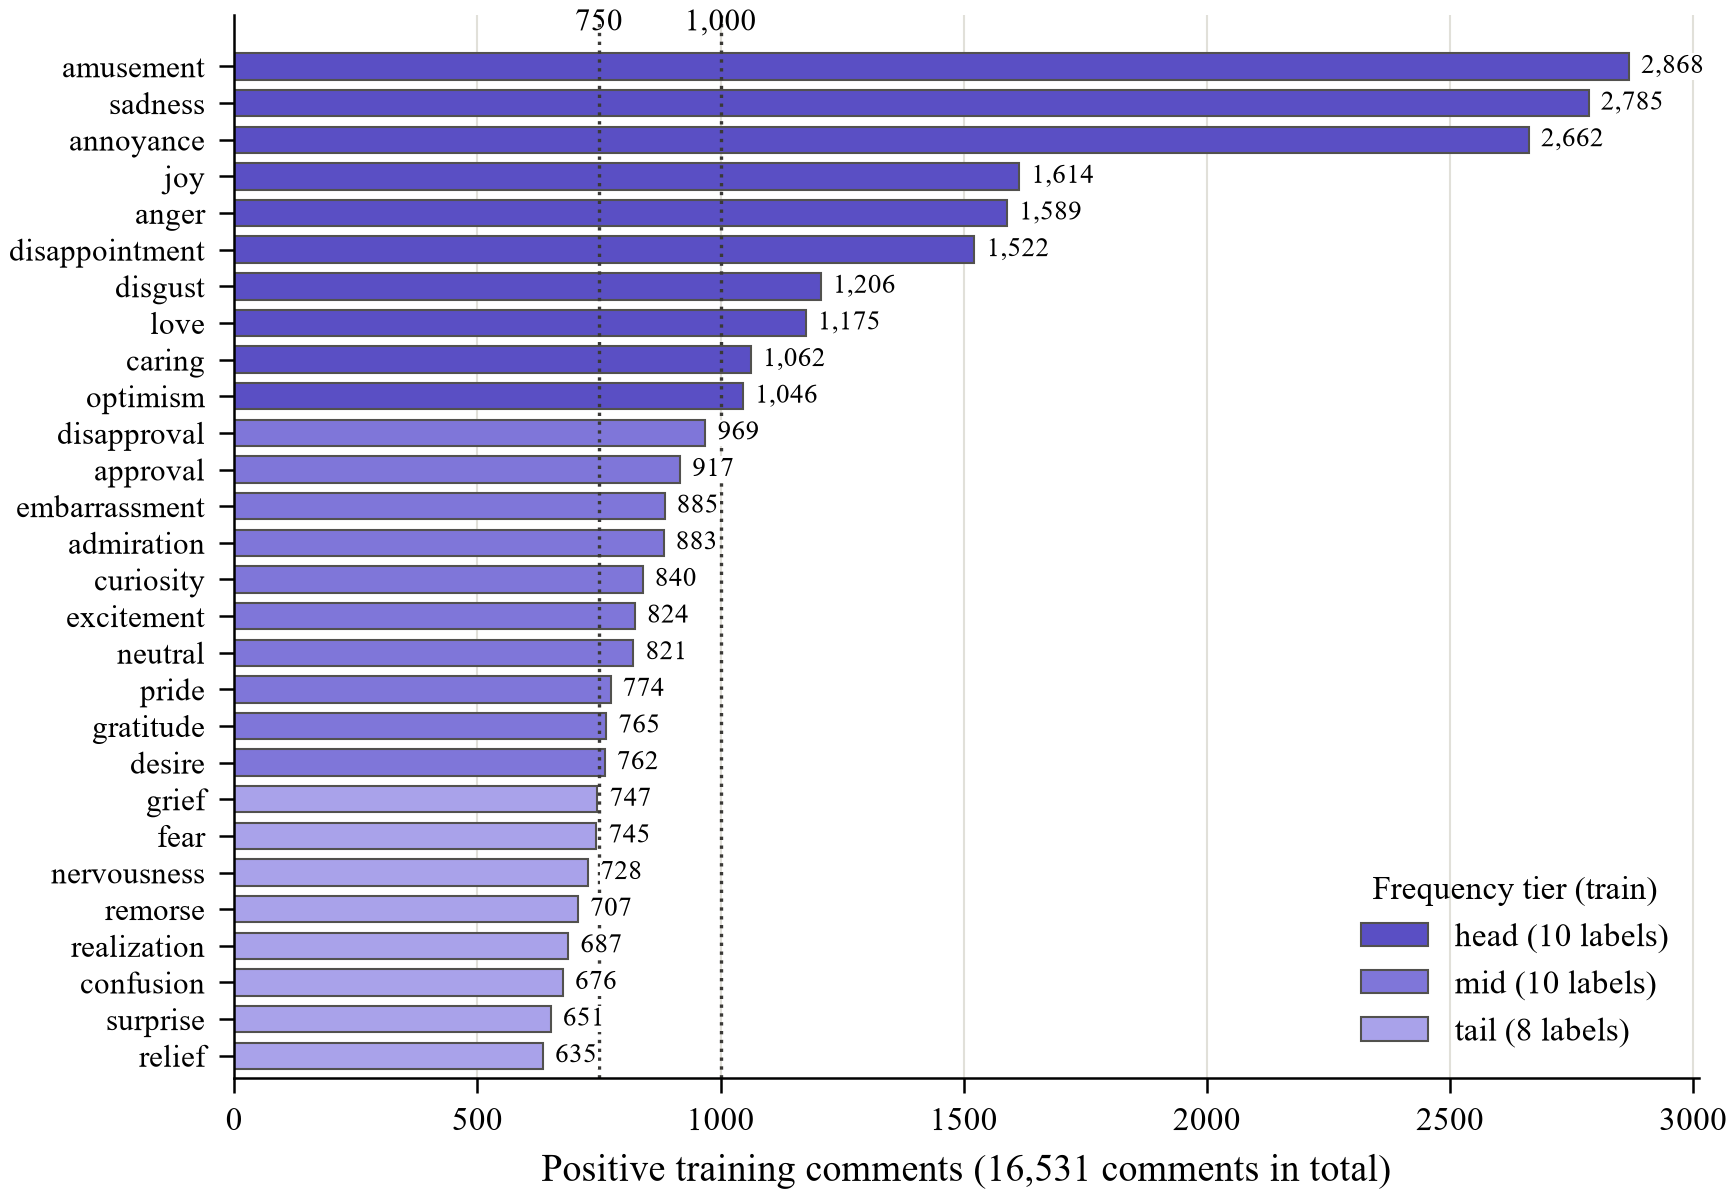 750 1,000
amusement 2,868
sadness 2,785
annoyance 2,662
joy 1,614
anger 1,589
disappointment 1,522
disgust 1,206
love 1,175
caring 1,062
optimism 1,046
disapproval 969
approval 917
embarrassment 885
admiration 883
curiosity 840
excitement 824
neutral 821
pride 774
gratitude 765
desire 762
grief 747
fear 745
nervousness 728
remorse 707
realization 687
confusion 676
surprise 651
relief 635
Frequency tier (train)
head (10 labels)
mid (10 labels)
tail (8 labels)
0 500 1000 1500 2000 2500 3000
Positive training comments (16,531 comments in total)